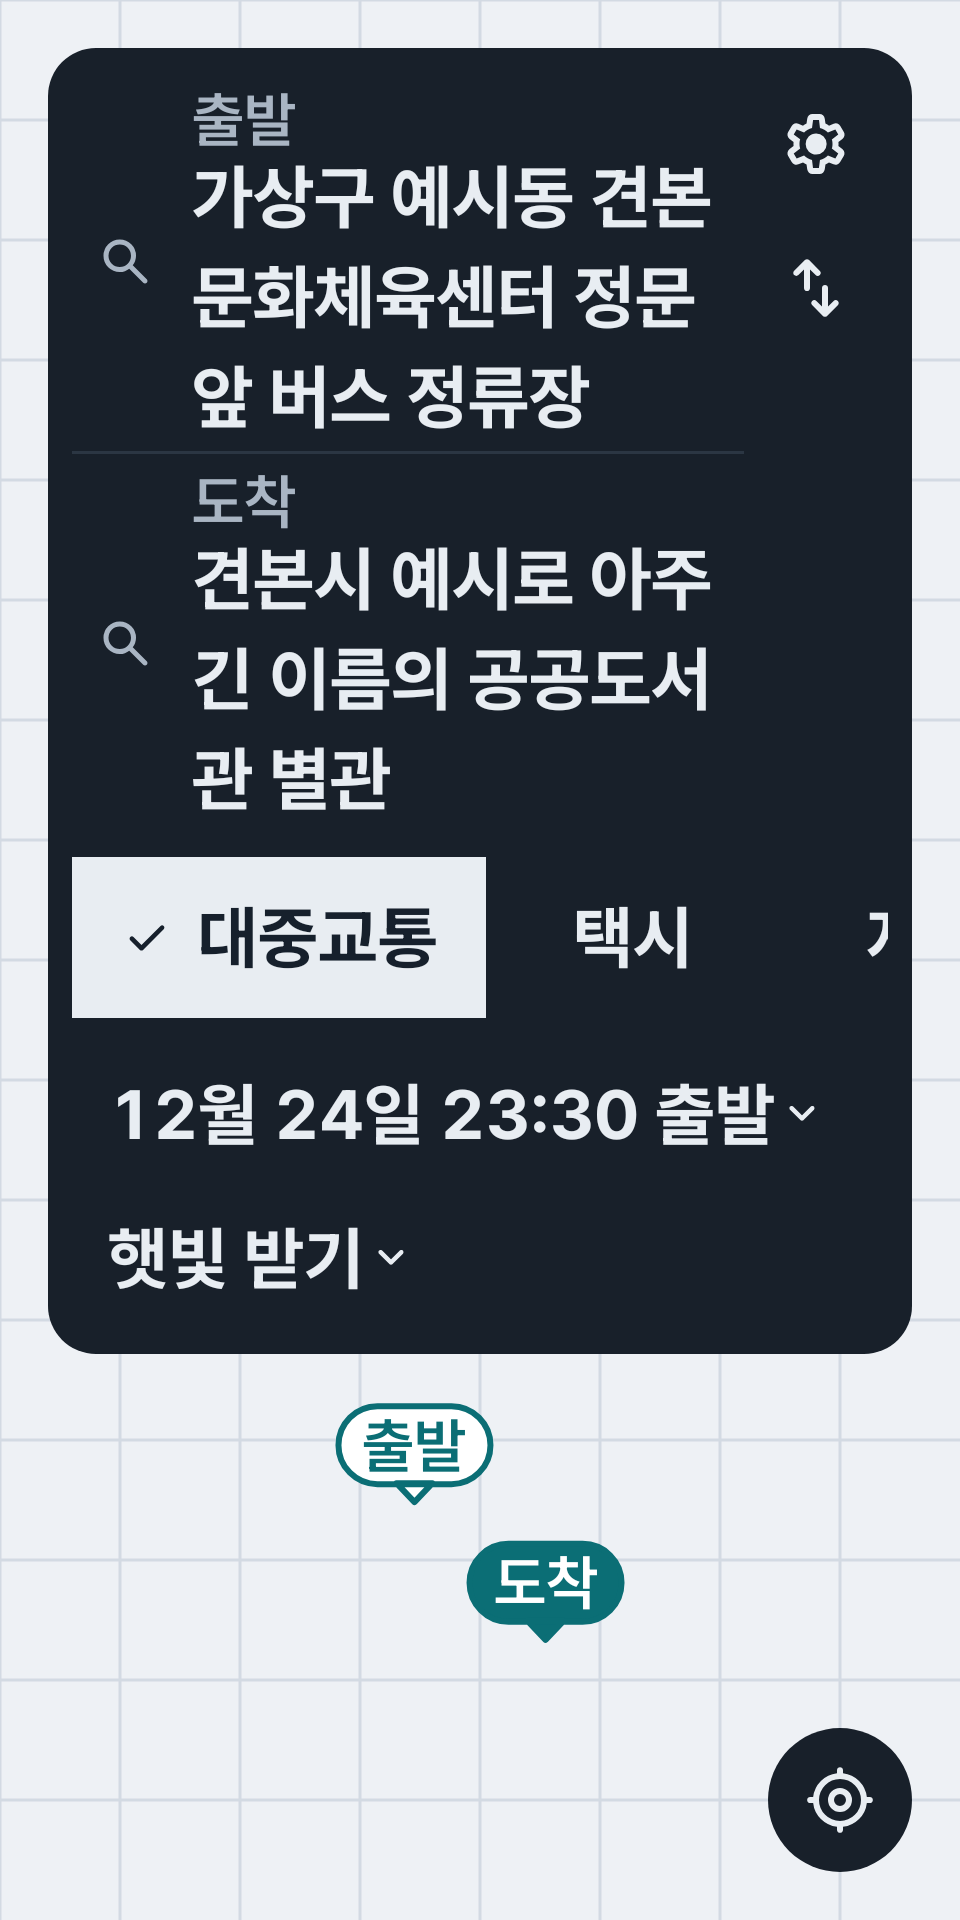 출발
가상구 예시동 견본
문화체육센터 정문
앞 버스 정류장
도착
견본시 예시로 아주
긴 이름의 공공도서
관 별관
대중교통
택시
12월 24일 23:30 출발
햇빛 받기
출발
도착